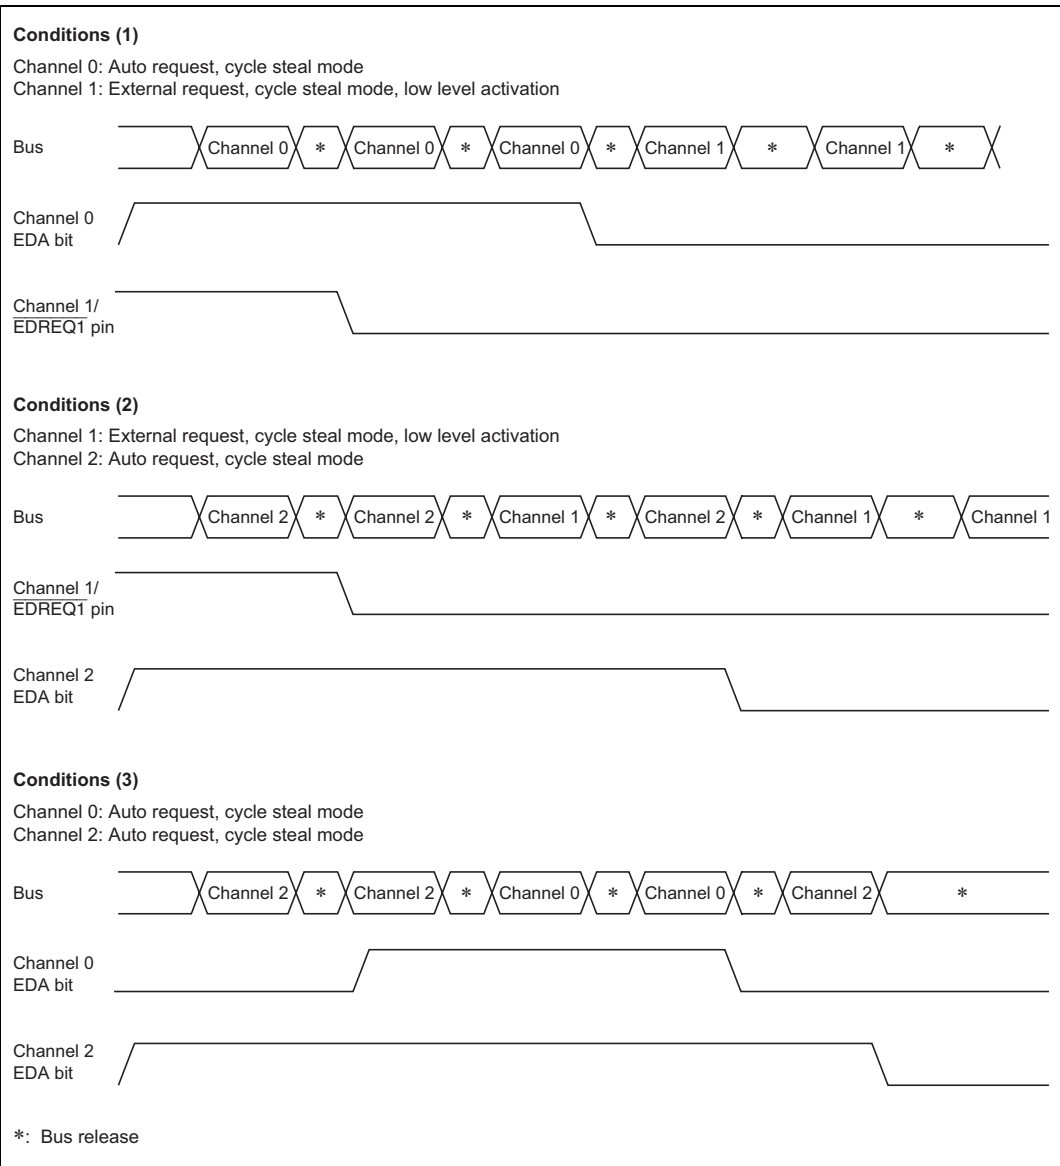 Conditions (1)
Channel 0: Auto request, cycle steal mode
Channel 1: External request, cycle steal mode, low level activation
Bus Channel 0 * Channel 0 * Channel 0 * Channel 1 * Channel 1 *
Channel 0
EDA bit
Channel 1/
EDREQ1 pin
Conditions (2)
Channel 1: External request, cycle steal mode, low level activation
Channel 2: Auto request, cycle steal mode
Bus Channel 2 * Channel 2 * Channel 1 * Channel 2 * Channel 1 * Channel 1
Channel 1/
EDREQ1 pin
Channel 2
EDA bit
Conditions (3)
Channel 0: Auto request, cycle steal mode
Channel 2: Auto request, cycle steal mode
Bus Channel 2 * Channel 2 * Channel 0 * Channel 0 * Channel 2 *
Channel 0
EDA bit
Channel 2
EDA bit
*: Bus release